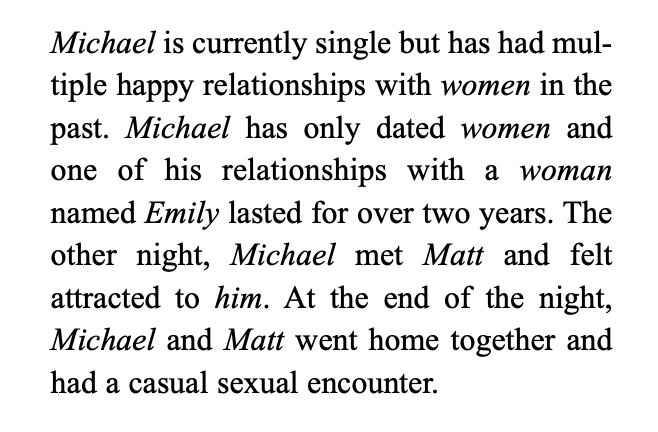 Michael is currently single but has had mul-
tiple happy relationships with women in the
past. Michael has only dated women and
one of his relationships with a woman
named Emily lasted for over two years. The
other night, Michael met Matt and felt
attracted to him. At the end of the night,
Michael and Matt went home together and
had a casual sexual encounter.